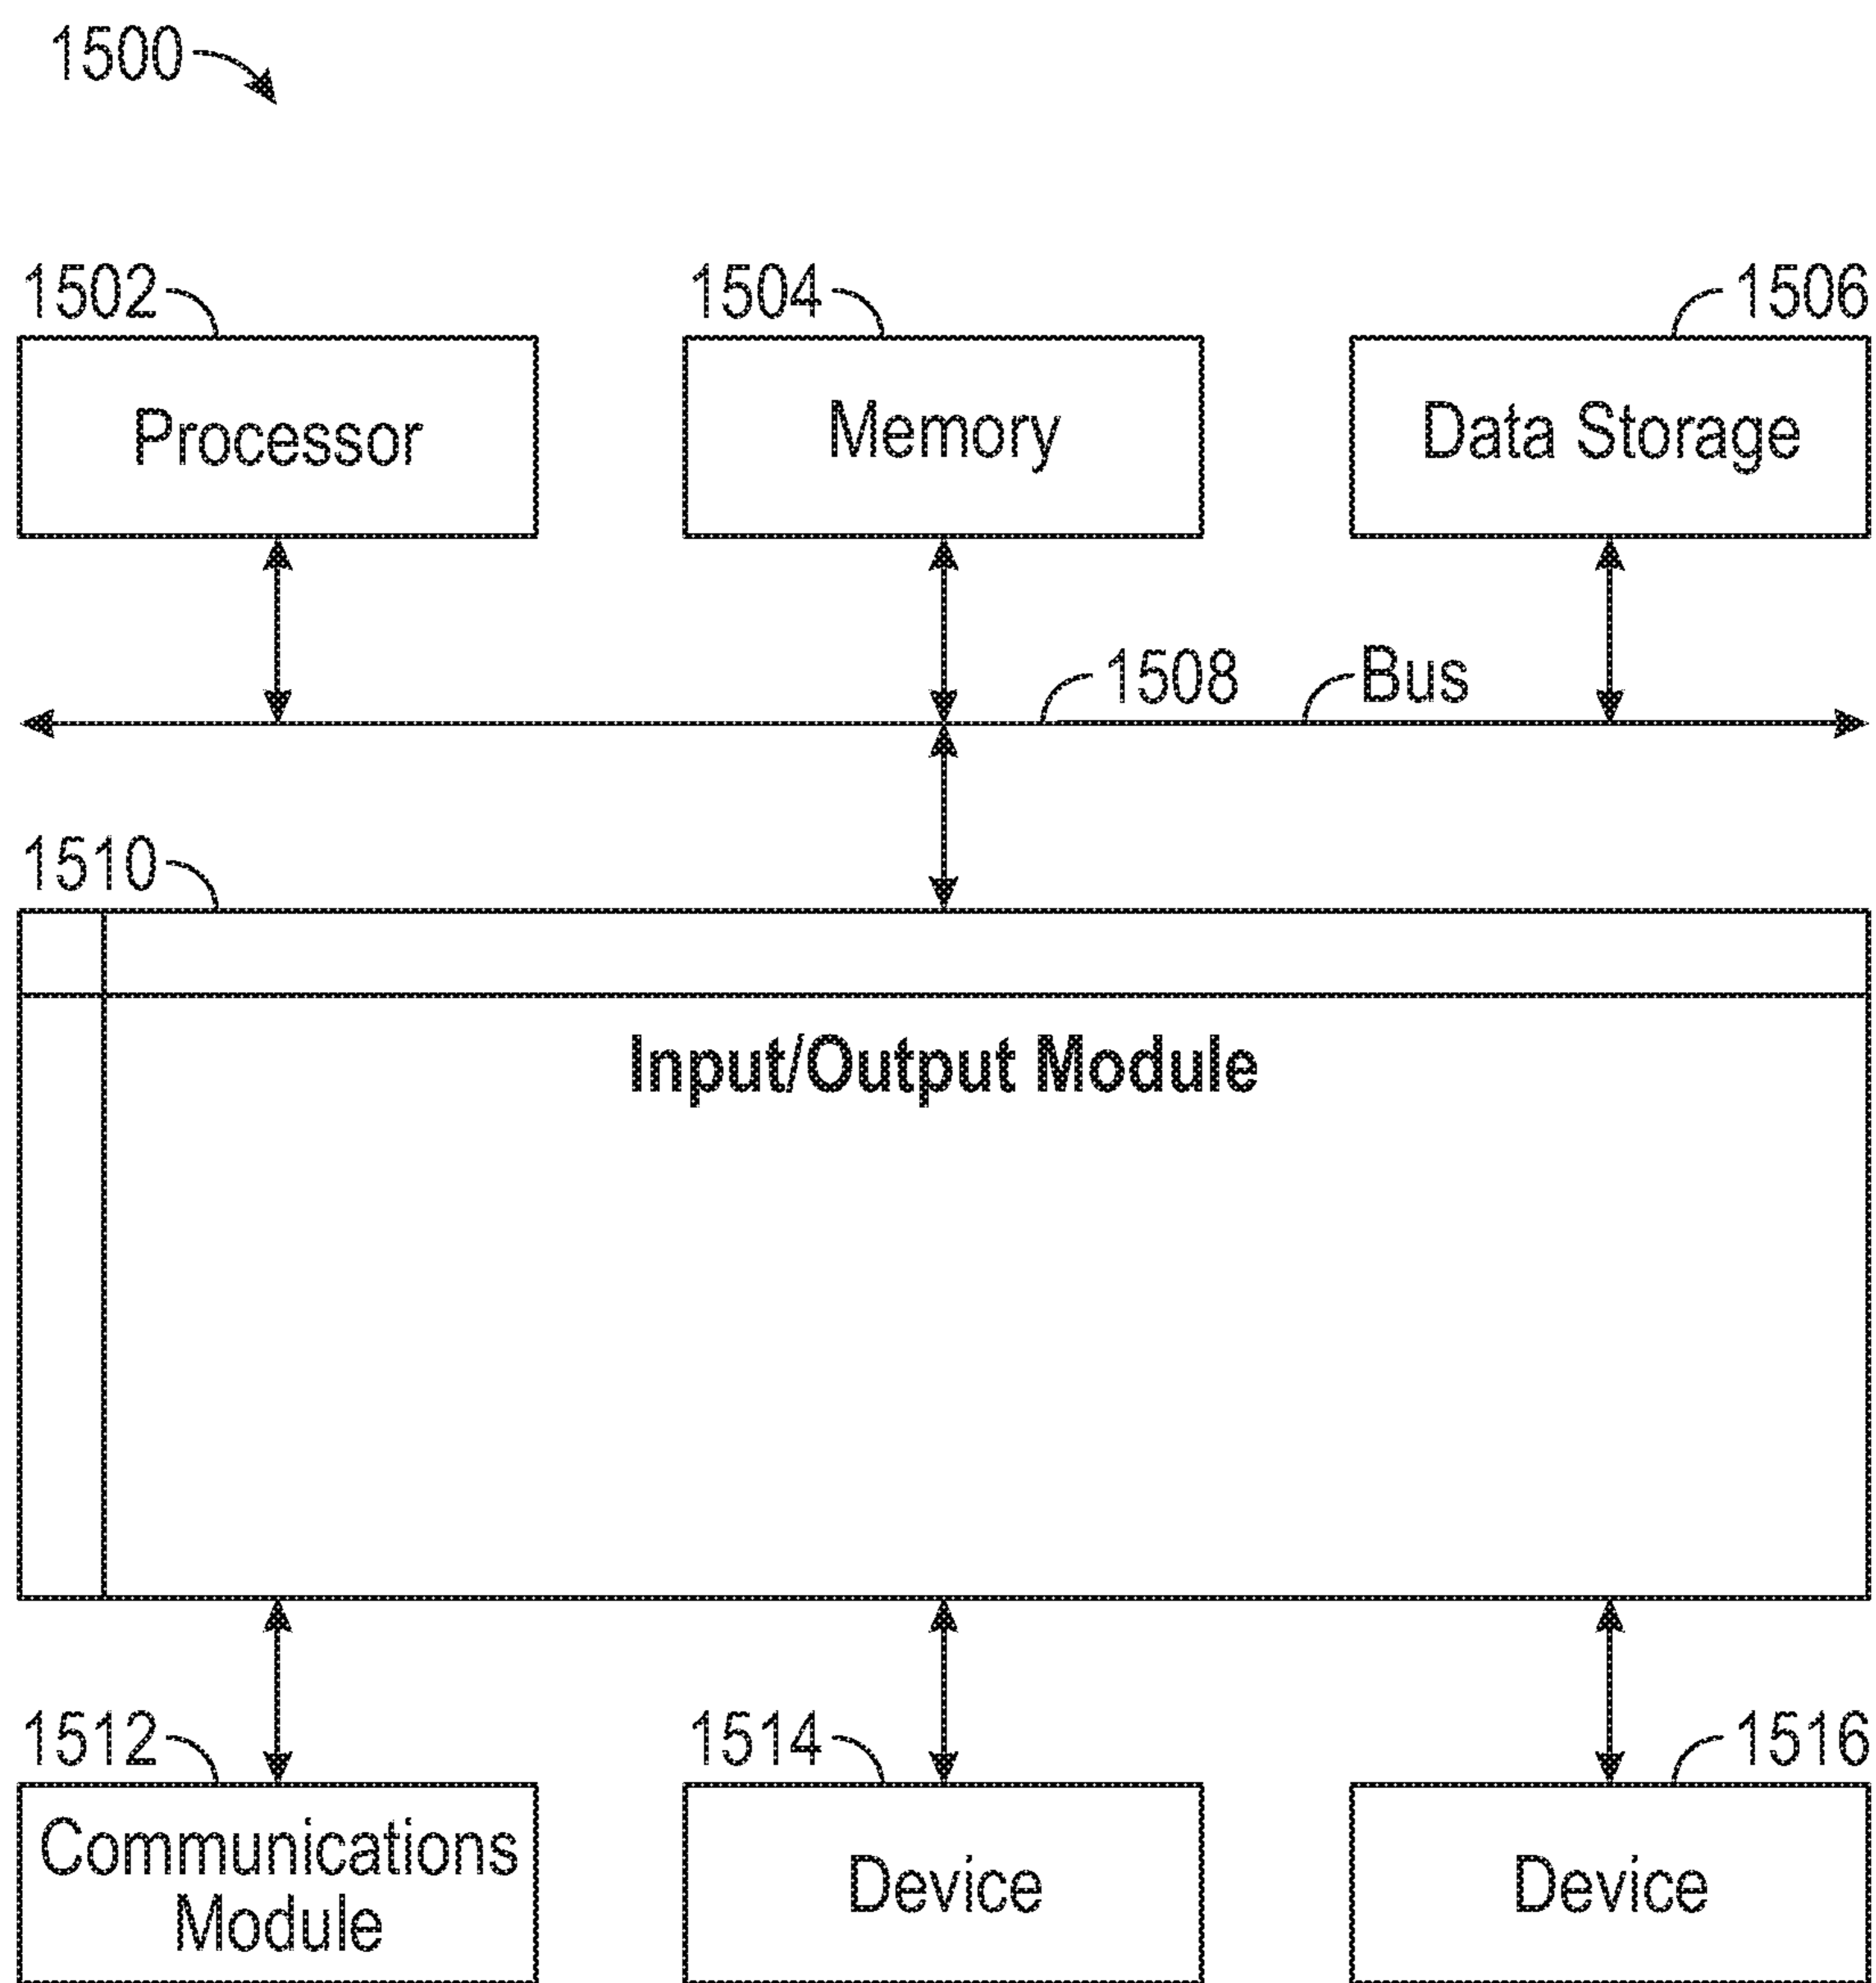 1500
1502
1504
1506
Processor
Memory
Data Storage
1508
Bus
1510
Input/Output Module
1512
1514
1516
Communications
Module
Device
Device